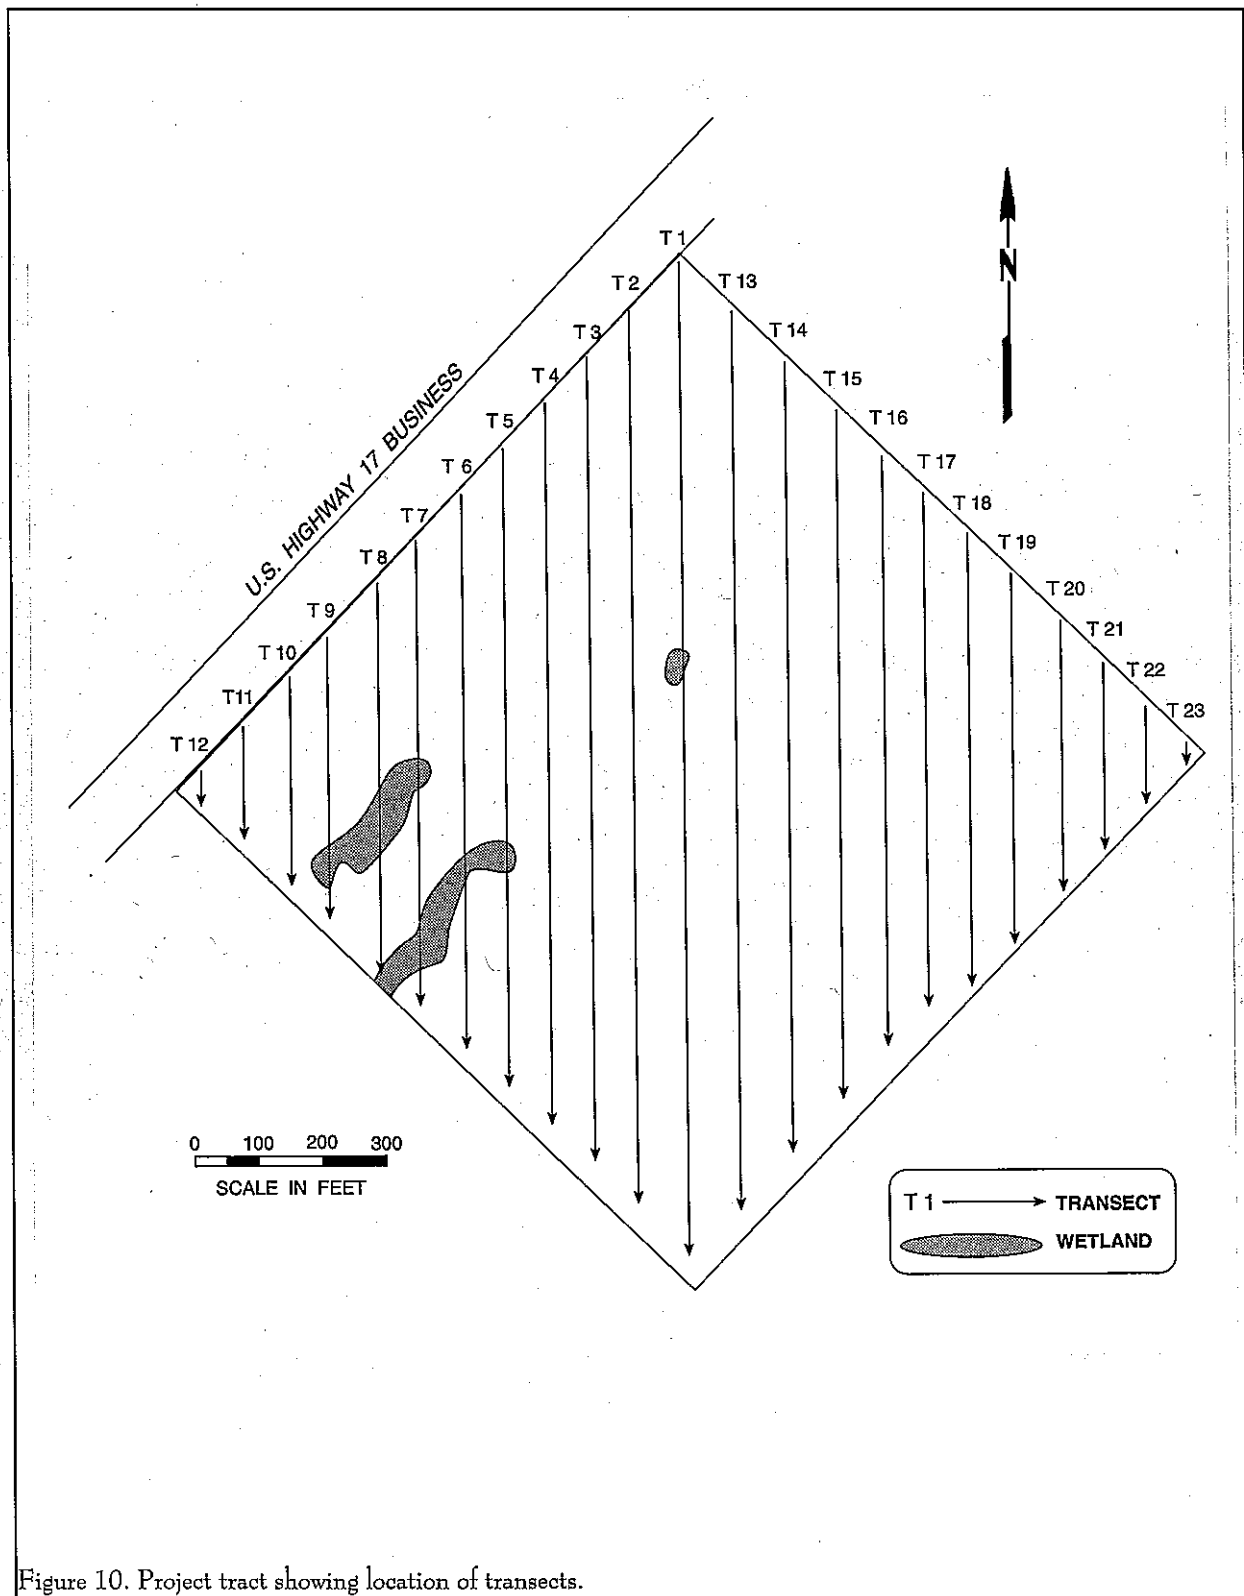 T 1
T 2
T 13
T 3
T 14
T 4
T 15
T 5
T 16
T 6
T 17
T 7
T 18
T 8
T 19
T 9
T 20
T 10
T 21
T 11
T 22
T 12
T 23
N
U.S. HIGHWAY 17 BUSINESS
0 100 200 300
SCALE IN FEET
T 1 TRANSECT
WETLAND
Figure 10. Project tract showing location of transects.